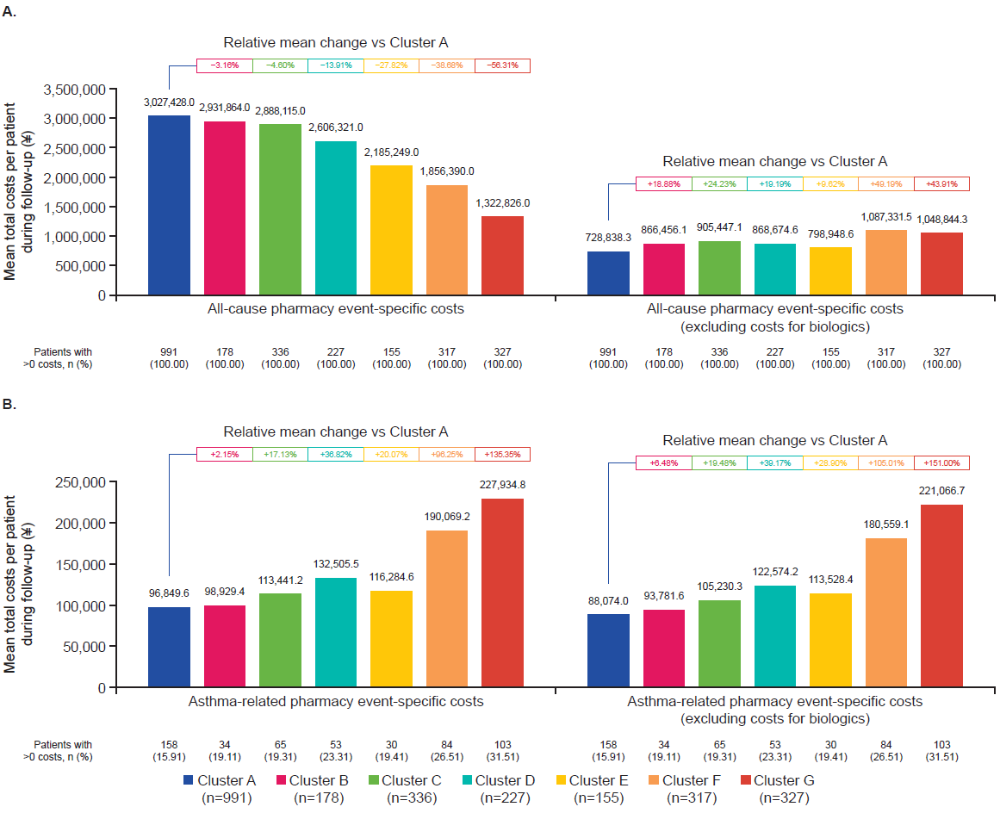 A.
Relative mean change vs Cluster A
−3.16% −4.60% −13.91% −27.82% −38.68% −56.31%
Mean total costs per patient
during follow-up (¥)
3,500,000
3,000,000
2,500,000
2,000,000
1,500,000
1,000,000
500,000
0
3,027,428.0 2,931,864.0 2,888,115.0 2,606,321.0 2,185,249.0 1,856,390.0 1,322,826.0
All-cause pharmacy event-specific costs
Relative mean change vs Cluster A
+18.88% +24.23% +19.19% +9.62% +49.19% +43.91%
728,838.3 866,456.1 905,447.1 868,674.6 798,948.6 1,087,331.5 1,048,844.3
All-cause pharmacy event-specific costs
(excluding costs for biologics)
Patients with
>0 costs, n (%)
991 178 336 227 155 317 327
(100.00) (100.00) (100.00) (100.00) (100.00) (100.00) (100.00)
991 178 336 227 155 317 327
(100.00) (100.00) (100.00) (100.00) (100.00) (100.00) (100.00)
B.
Relative mean change vs Cluster A
+2.15% +17.13% +36.82% +20.07% +96.25% +135.35%
Mean total costs per patient
during follow-up (¥)
250,000
200,000
150,000
100,000
50,000
0
96,849.6 98,929.4 113,441.2 132,505.5 116,284.6 190,069.2 227,934.8
Asthma-related pharmacy event-specific costs
Relative mean change vs Cluster A
+6.48% +19.48% +39.17% +28.90% +105.01% +151.00%
88,074.0 93,781.6 105,230.3 122,574.2 113,528.4 180,559.1 221,066.7
Asthma-related pharmacy event-specific costs
(excluding costs for biologics)
Patients with
>0 costs, n (%)
158 34 65 53 30 84 103
(15.91) (19.11) (19.31) (23.31) (19.41) (26.51) (31.51)
158 34 65 53 30 84 103
(15.91) (19.11) (19.31) (23.31) (19.41) (26.51) (31.51)
Cluster A Cluster B Cluster C Cluster D Cluster E Cluster F Cluster G
(n=991) (n=178) (n=336) (n=227) (n=155) (n=317) (n=327)